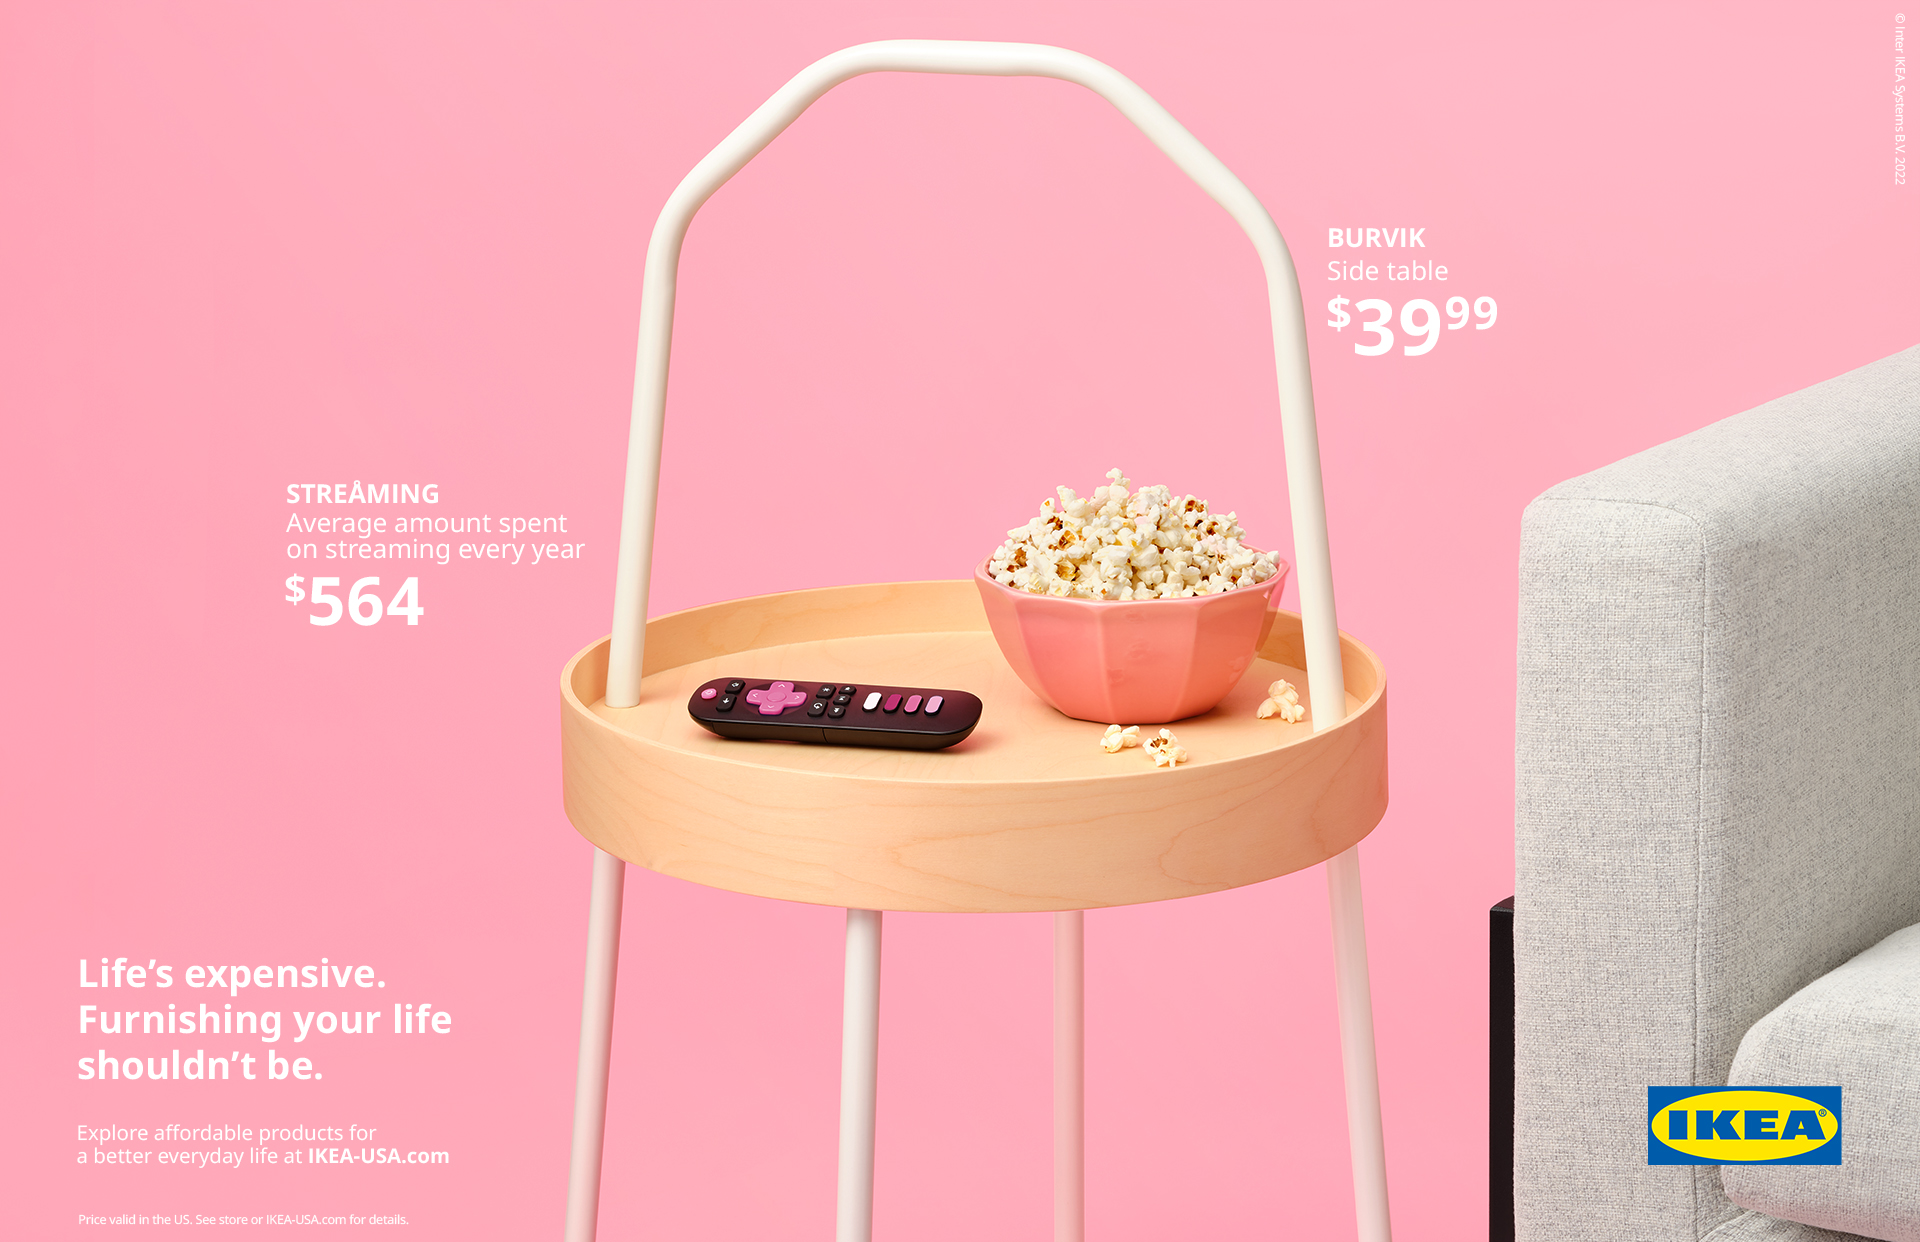 © Inter IKEA Systems B.V. 2022
BURVIK
Side table
$39 99
STREÅMING
Average amount spent
on streaming every year
$564
Life’s expensive.
Furnishing your life
shouldn’t be.
Explore affordable products for
a better everyday life at IKEA-USA.com
Price valid in the US. See store or IKEA-USA.com for details.
IKEA®